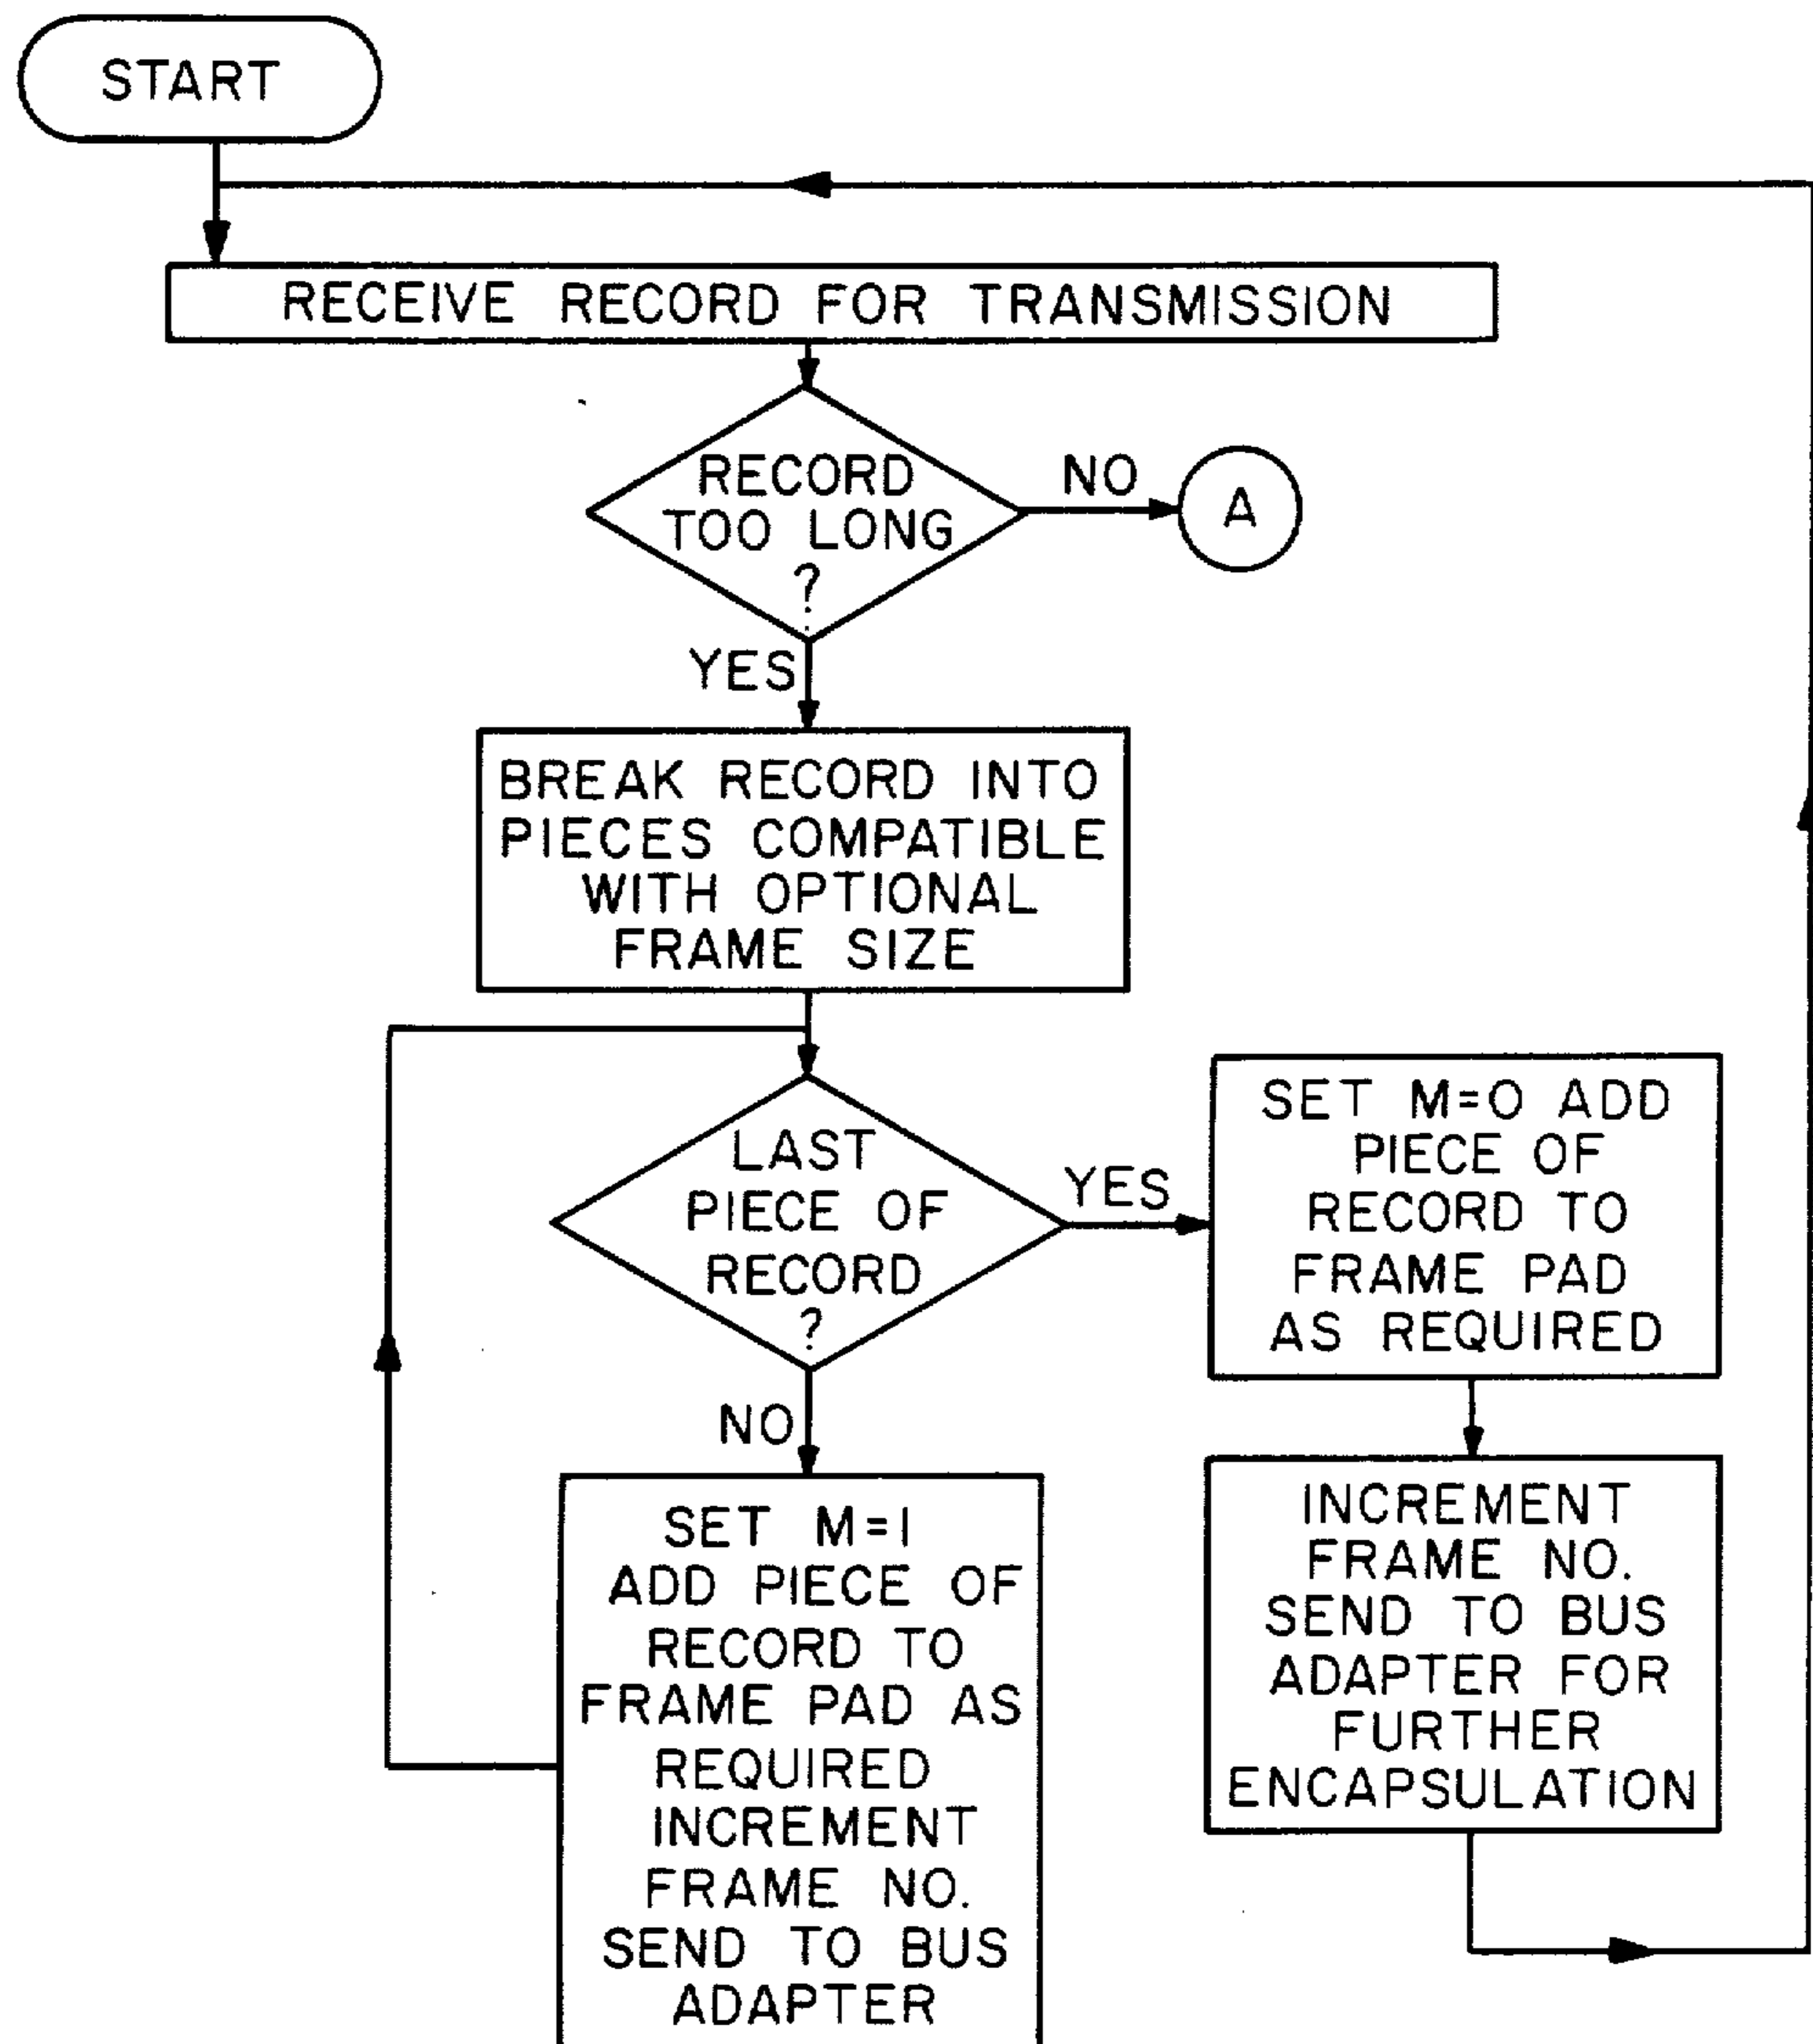 START
RECEIVE RECORD FOR TRANSMISSION
RECORD
TOO LONG
?
NO
A
YES
BREAK RECORD INTO
PIECES COMPATIBLE
WITH OPTIONAL
FRAME SIZE
LAST
PIECE OF
RECORD
?
YES
SET M=0 ADD
PIECE OF
RECORD TO
FRAME PAD
AS REQUIRED
NO
SET M=1
ADD PIECE OF
RECORD TO
FRAME PAD AS
REQUIRED
INCREMENT
FRAME NO.
SEND TO BUS
ADAPTER
INCREMENT
FRAME NO.
SEND TO BUS
ADAPTER FOR
FURTHER
ENCAPSULATION